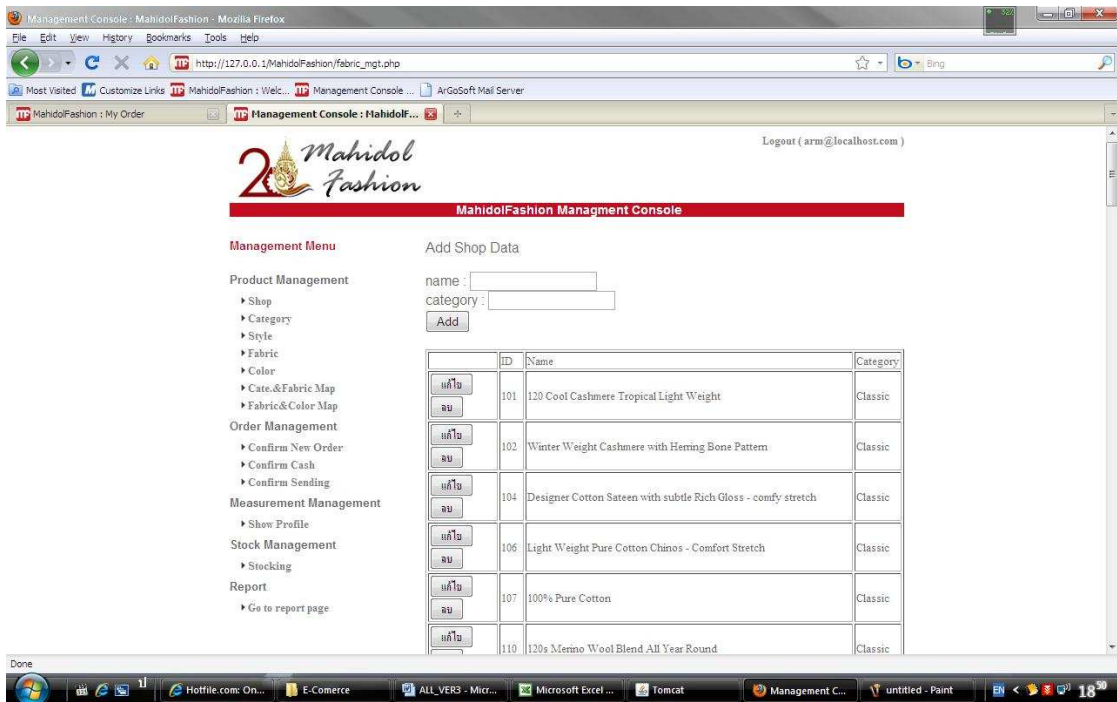 Management Console : MahidolFashion - Mozilla Firefox
File Edit View History Bookmarks Tools Help
http://127.0.0.1/MahidolFashion/fabric_mgt.php
Bing
Most Visited Customize Links MahidolFashion : Welc... Management Console ... ArGoSoft Mail Server
MahidolFashion : My Order Management Console : MahidolF...
Mahidol
Fashion
Logout ( arm@localhost.com )
MahidolFashion Managment Console
Management Menu
Product Management
Shop
Category
Style
Fabric
Color
Cate.&Fabric Map
Fabric&Color Map
Order Management
Confirm New Order
Confirm Cash
Confirm Sending
Measurement Management
Show Profile
Stock Management
Stocking
Report
Go to report page
Add Shop Data
name :
category :
Add
ID Name Category
แก้ไข
ลบ
101 120 Cool Cashmere Tropical Light Weight Classic
แก้ไข
ลบ
102 Winter Weight Cashmere with Herring Bone Pattern Classic
แก้ไข
ลบ
104 Designer Cotton Sateen with subtle Rich Gloss - comfy stretch Classic
แก้ไข
ลบ
106 Light Weight Pure Cotton Chinos - Comfort Stretch Classic
แก้ไข
ลบ
107 100% Pure Cotton Classic
แก้ไข
110 120s Merino Wool Blend All Year Round Classic
Done
Hotfile.com: On... E-Comerce ALL_VER3 - Micr... Microsoft Excel ... Tomcat Management C... untitled - Paint EN 18 50